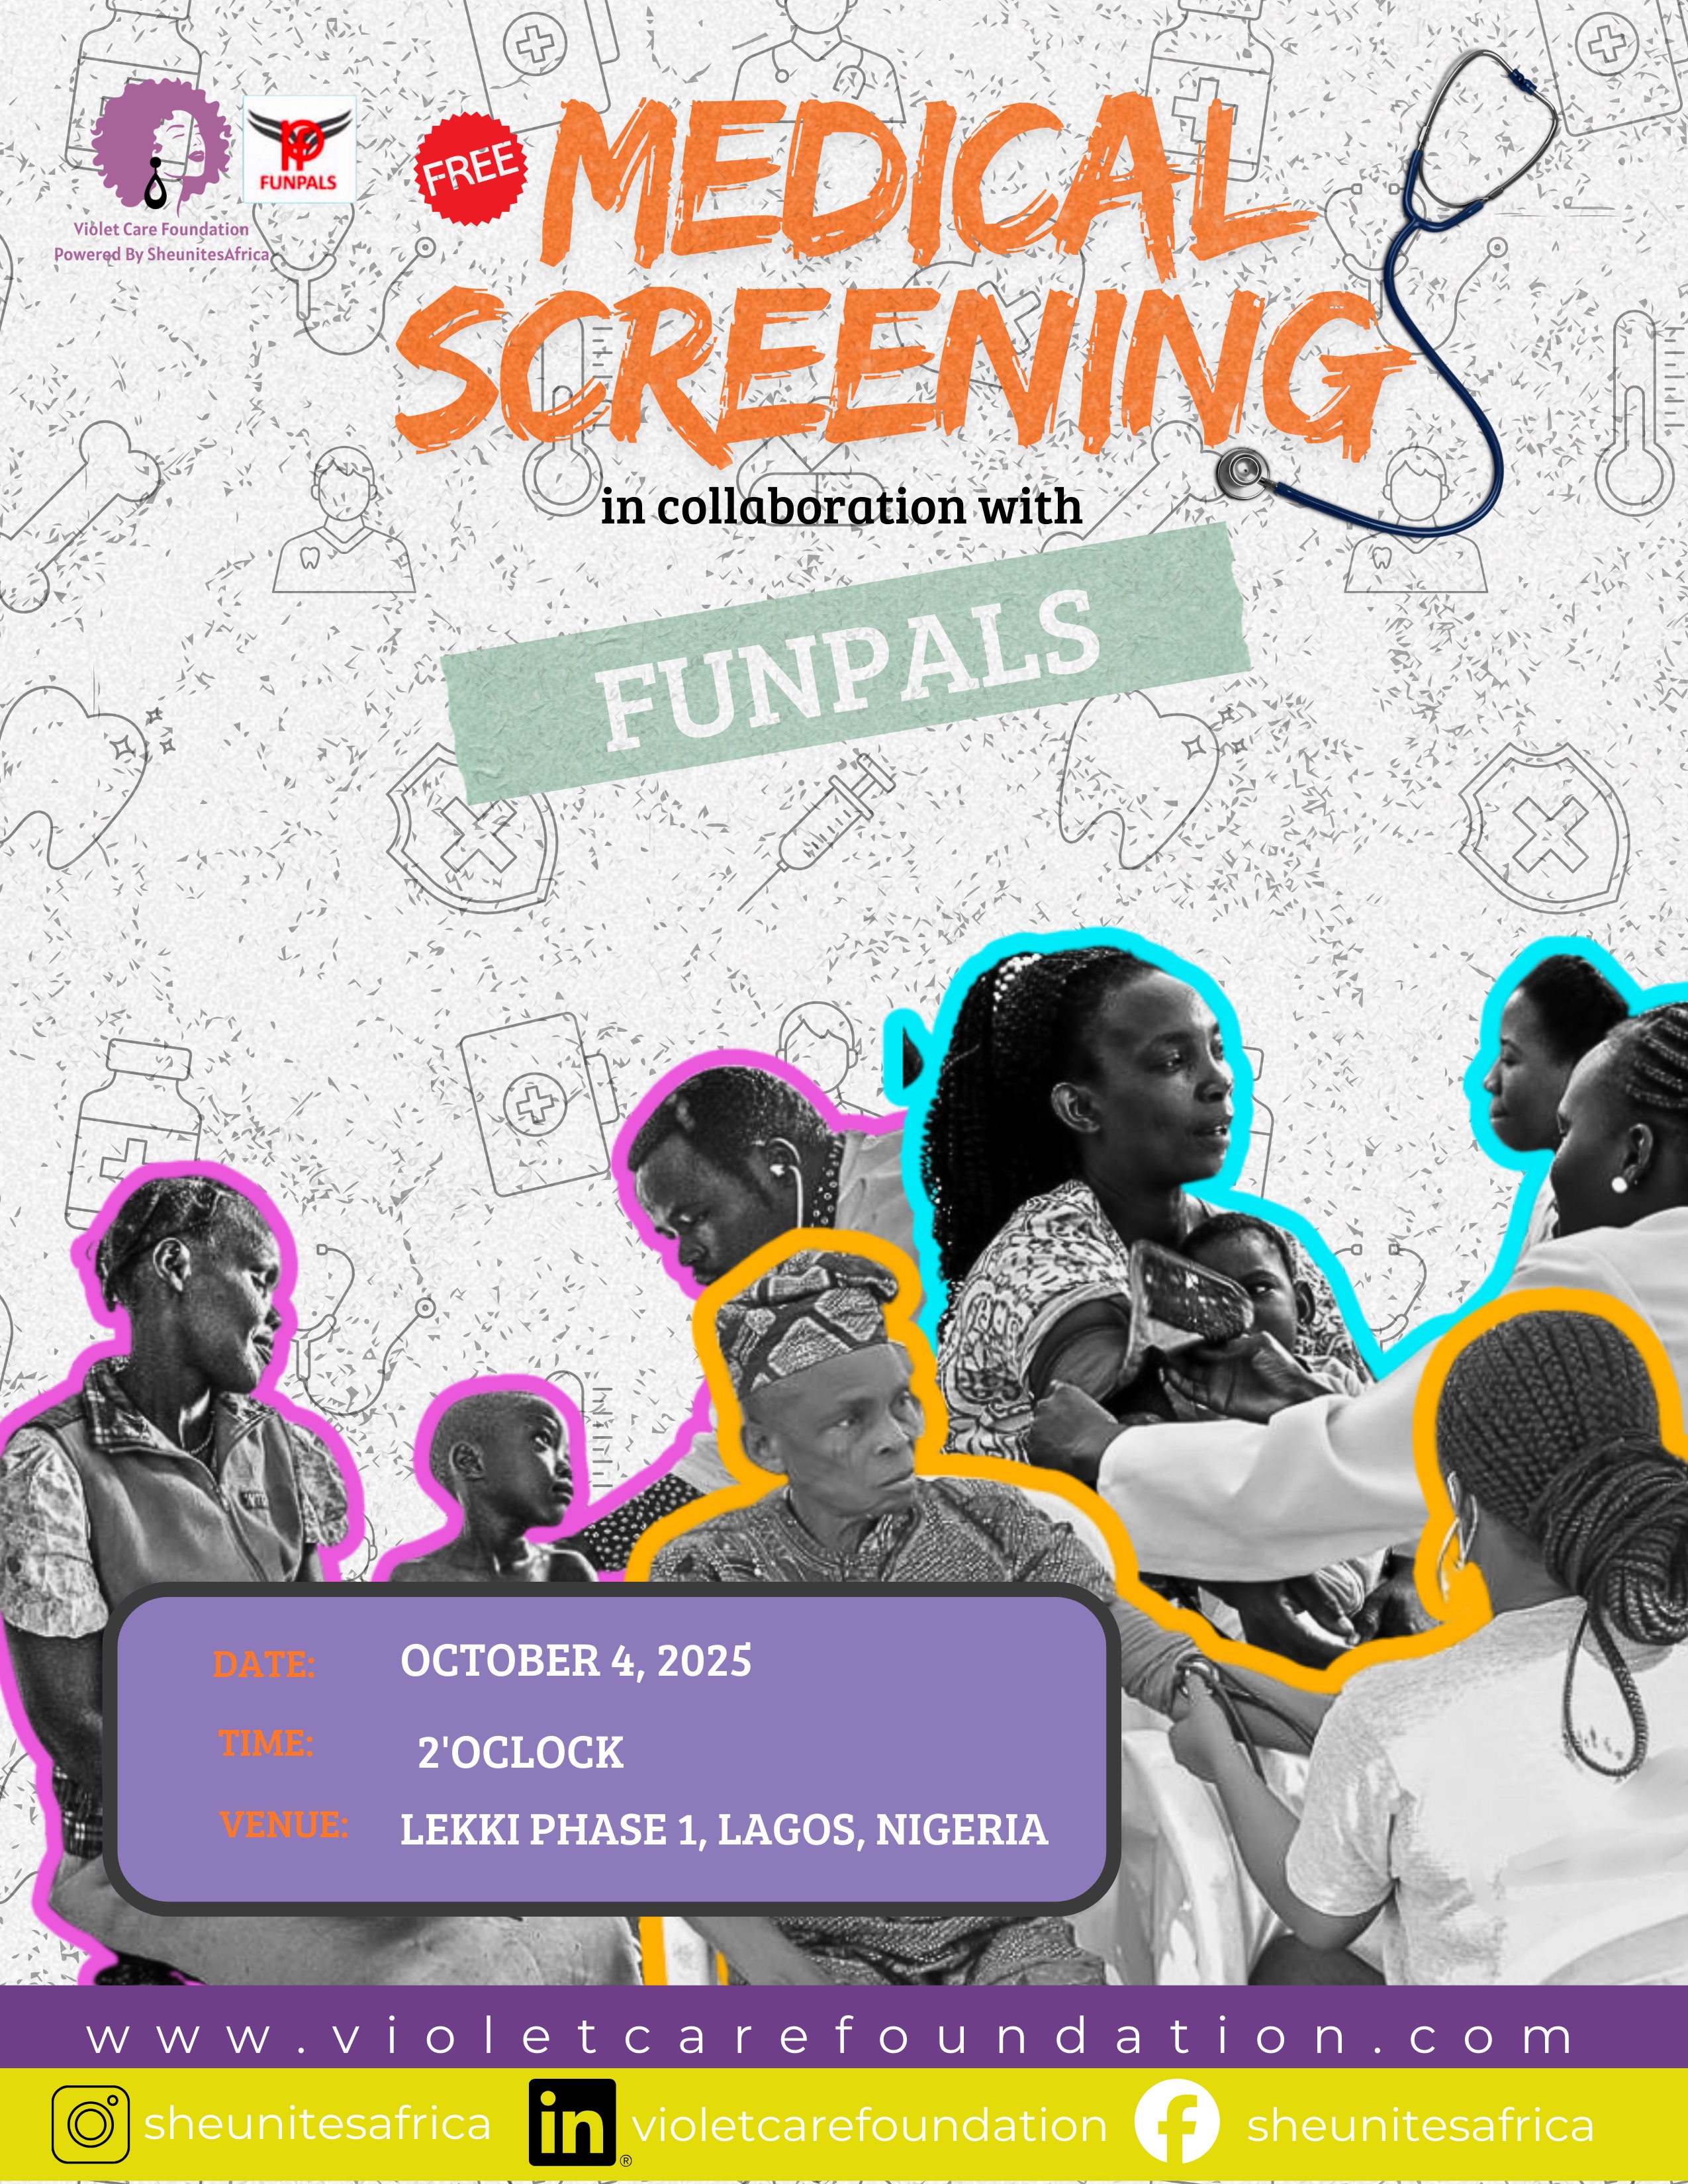 Violet Care Foundation
Powered By SheunitesAfrica
FUNPALS
FREE
MEDICAL
SCREENING
in collaboration with
FUNPALS
DATE: OCTOBER 4, 2025
TIME: 2'OCLOCK
VENUE: LEKKI PHASE 1, LAGOS, NIGERIA
www.violetcarefoundation.com
sheunitesafrica in® violetcarefoundation f sheunitesafrica